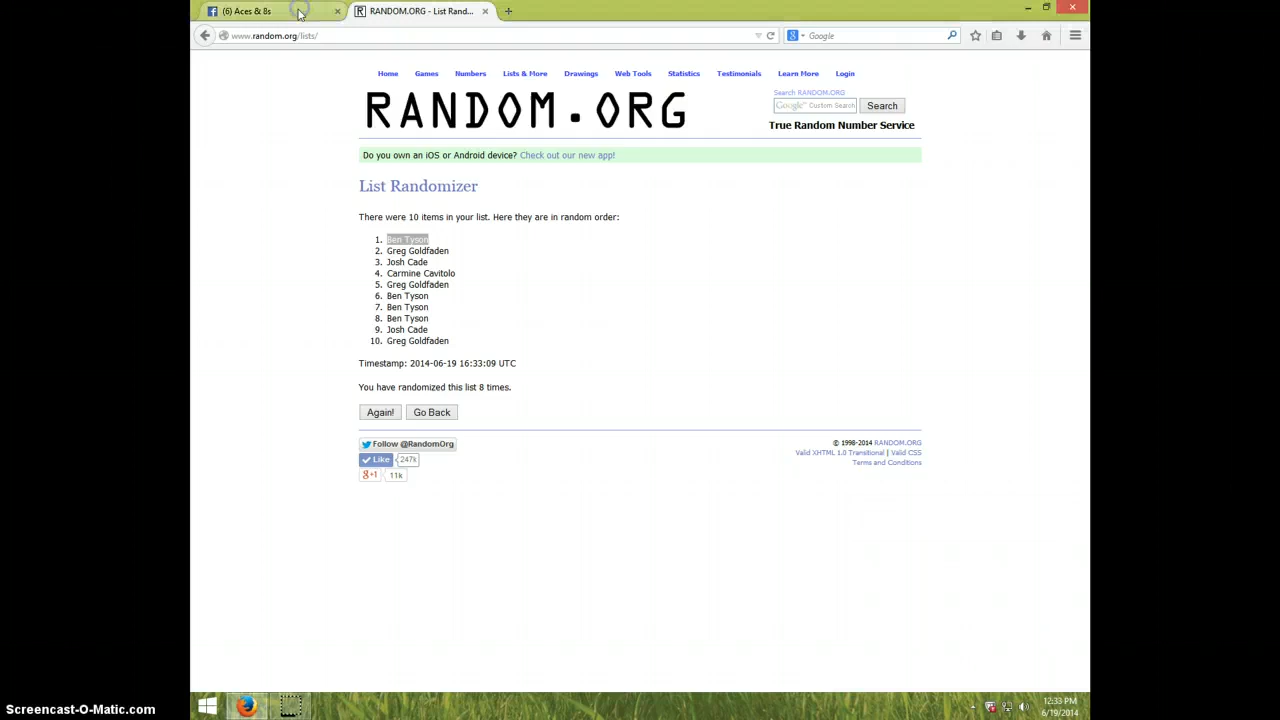 (6) Aces & 8s
RANDOM.ORG - List Rand...
www.random.org/lists/
Google
Home Games Numbers Lists & More Drawings Web Tools Statistics Testimonials Learn More Login
Search RANDOM.ORG
RANDOM.ORG
Google™ Custom Search
Search
True Random Number Service
Do you own an iOS or Android device? Check out our new app!
List Randomizer
There were 10 items in your list. Here they are in random order:
1. Ben Tyson
2. Greg Goldfaden
3. Josh Cade
4. Carmine Cavitolo
5. Greg Goldfaden
6. Ben Tyson
7. Ben Tyson
8. Ben Tyson
9. Josh Cade
10. Greg Goldfaden
Timestamp: 2014-06-19 16:33:09 UTC
You have randomized this list 8 times.
Again! Go Back
Follow @RandomOrg
Like 247k
g+1 11k
© 1998-2014 RANDOM.ORG
Valid XHTML 1.0 Transitional | Valid CSS
Terms and Conditions
12:33 PM
6/19/2014
Screencast-O-Matic.com